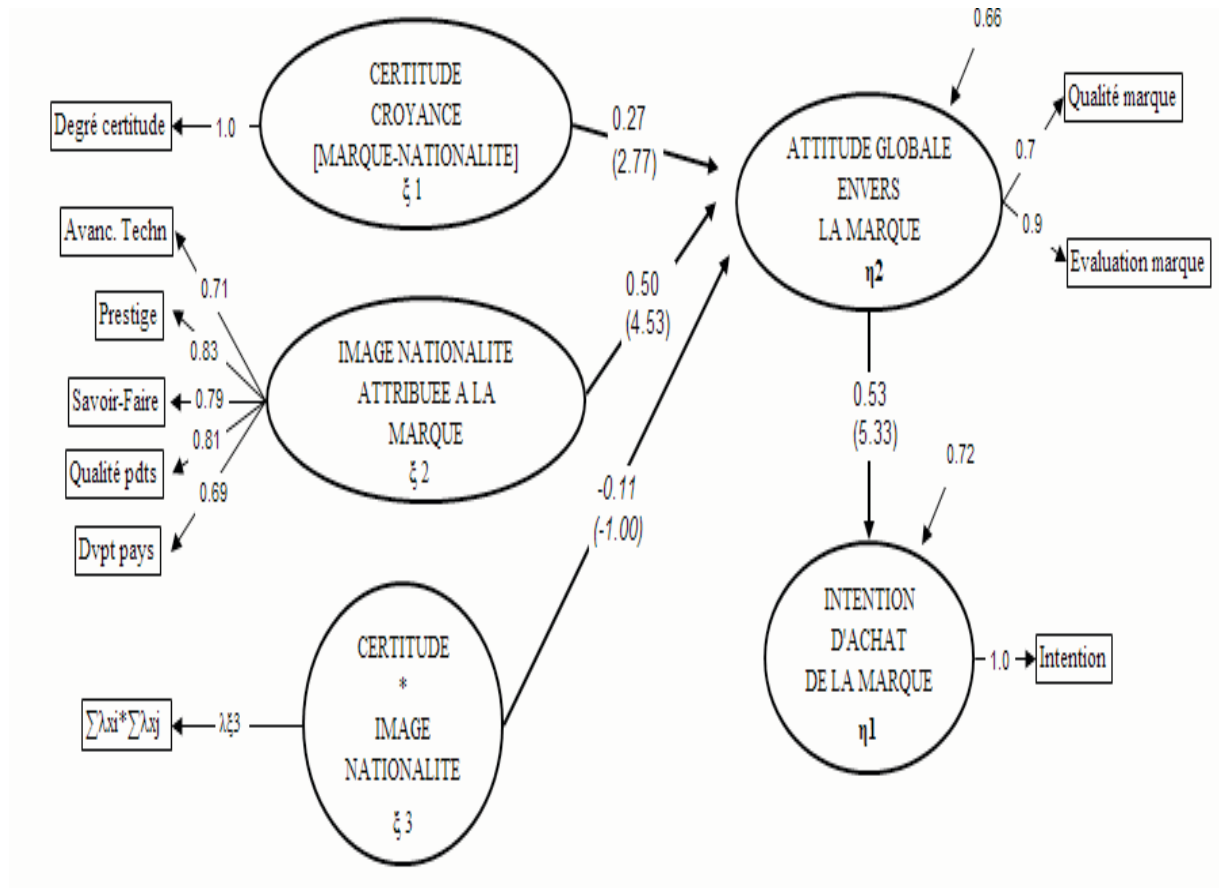 CERTITUDE
CROYANCE
[MARQUE-NATIONALITE]
ξ 1
Degré certitude
1.0
0.27
(2.77)
0.66
ATTITUDE GLOBALE
ENVERS
LA MARQUE
η2
Qualité marque
0.7
0.9
Evaluation marque
Avanc. Techn
0.71
Prestige
0.83
Savoir-Faire
0.79
Qualité pdts
0.81
Dvpt pays
0.69
IMAGE NATIONALITE
ATTRIBUEE A LA
MARQUE
ξ 2
0.50
(4.53)
0.53
(5.33)
0.72
-0.11
(-1.00)
CERTITUDE
*
IMAGE
NATIONALITE
ξ 3
∑λxi*∑λxj
λξ3
INTENTION
D'ACHAT
DE LA MARQUE
η1
1.0
Intention